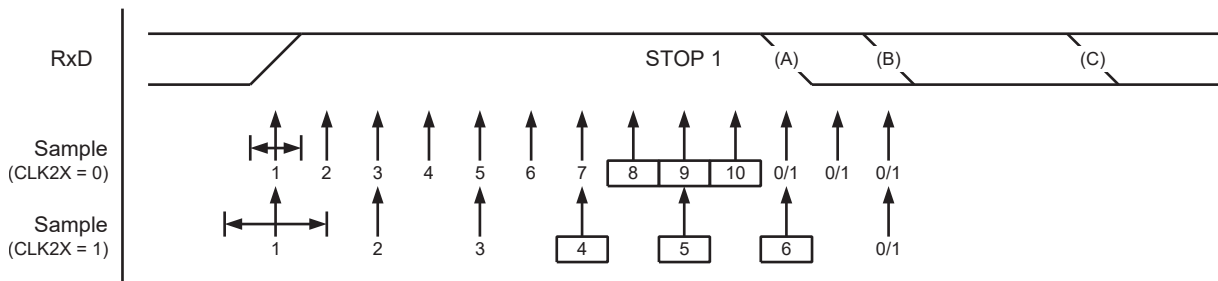 RxD
STOP 1
(A)
(B)
(C)
Sample
(CLK2X = 0)
1 2 3 4 5 6 7 8 9 10 0/1 0/1 0/1
Sample
(CLK2X = 1)
1 2 3 4 5 6 0/1